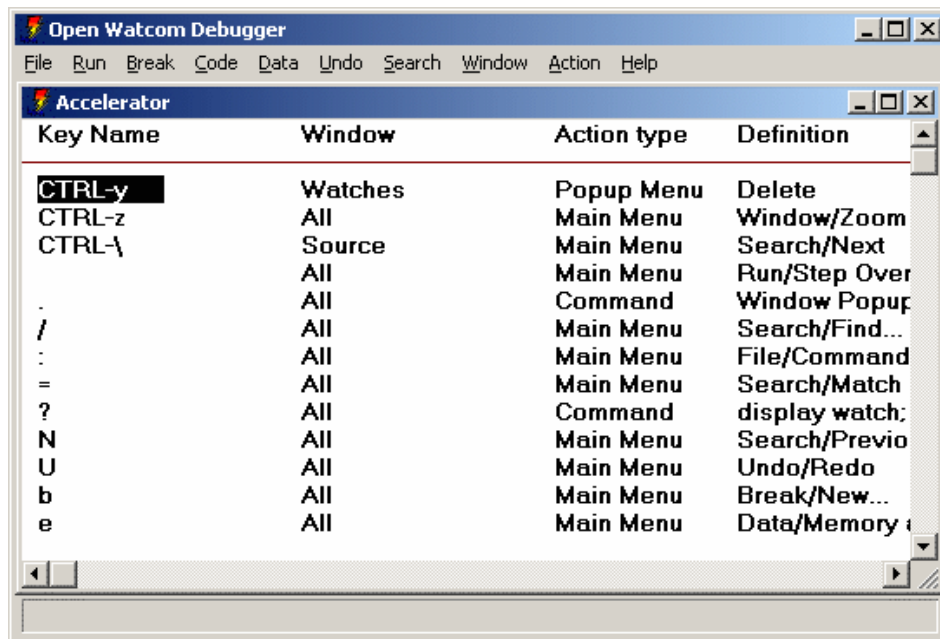 Open Watcom Debugger
File Run Break Code Data Undo Search Window Action Help
Accelerator
Key Name Window Action type Definition
CTRL-y Watches Popup Menu Delete
CTRL-z All Main Menu Window/Zoom
CTRL-\ Source Main Menu Search/Next
All Main Menu Run/Step Over
. All Command Window Popup
/ All Main Menu Search/Find...
: All Main Menu File/Command
= All Main Menu Search/Match
? All Command display watch;
N All Main Menu Search/Previo
U All Main Menu Undo/Redo
b All Main Menu Break/New...
e All Main Menu Data/Memory a